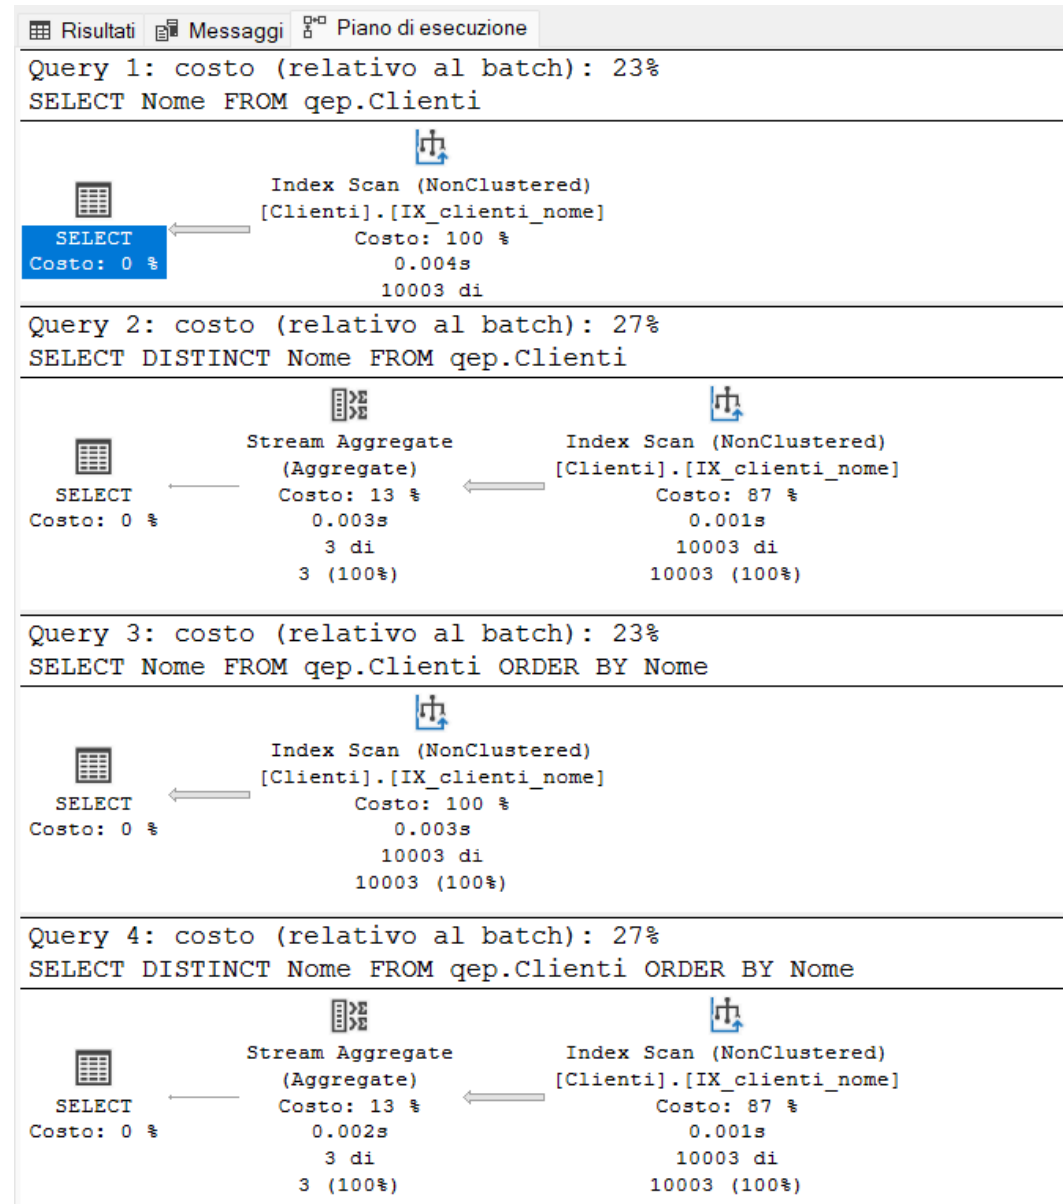 Risultati Messaggi Piano di esecuzione
Query 1: costo (relativo al batch): 23%
SELECT Nome FROM qep.Clienti
Index Scan (NonClustered)
[Clienti].[IX_clienti_nome]
Costo: 100 %
0.004s
10003 di
SELECT
Costo: 0 %
Query 2: costo (relativo al batch): 27%
SELECT DISTINCT Nome FROM qep.Clienti
SELECT
Costo: 0 %
Stream Aggregate
(Aggregate)
Costo: 13 %
0.003s
3 di
3 (100%)
Index Scan (NonClustered)
[Clienti].[IX_clienti_nome]
Costo: 87 %
0.001s
10003 di
10003 (100%)
Query 3: costo (relativo al batch): 23%
SELECT Nome FROM qep.Clienti ORDER BY Nome
SELECT
Costo: 0 %
Index Scan (NonClustered)
[Clienti].[IX_clienti_nome]
Costo: 100 %
0.003s
10003 di
10003 (100%)
Query 4: costo (relativo al batch): 27%
SELECT DISTINCT Nome FROM qep.Clienti ORDER BY Nome
SELECT
Costo: 0 %
Stream Aggregate
(Aggregate)
Costo: 13 %
0.002s
3 di
3 (100%)
Index Scan (NonClustered)
[Clienti].[IX_clienti_nome]
Costo: 87 %
0.001s
10003 di
10003 (100%)